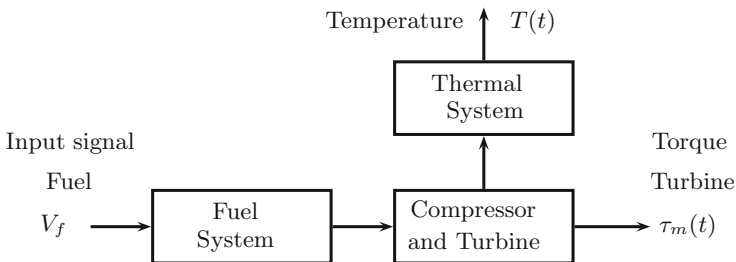 Temperature T(t)
Thermal
System
Input signal
Fuel
V_f
Fuel
System
Compressor
and Turbine
Torque
Turbine
τ_m(t)